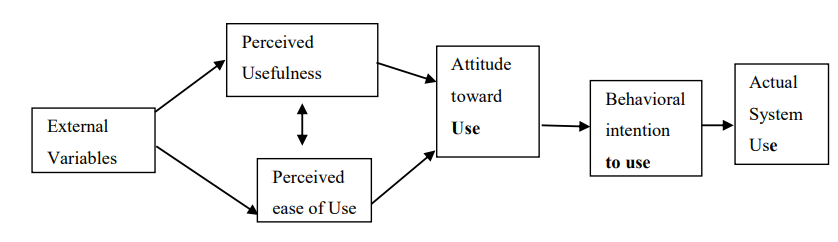 External
Variables
Perceived
Usefulness
Perceived
ease of Use
Attitude
toward
Use
Behavioral
intention
to use
Actual
System
Use